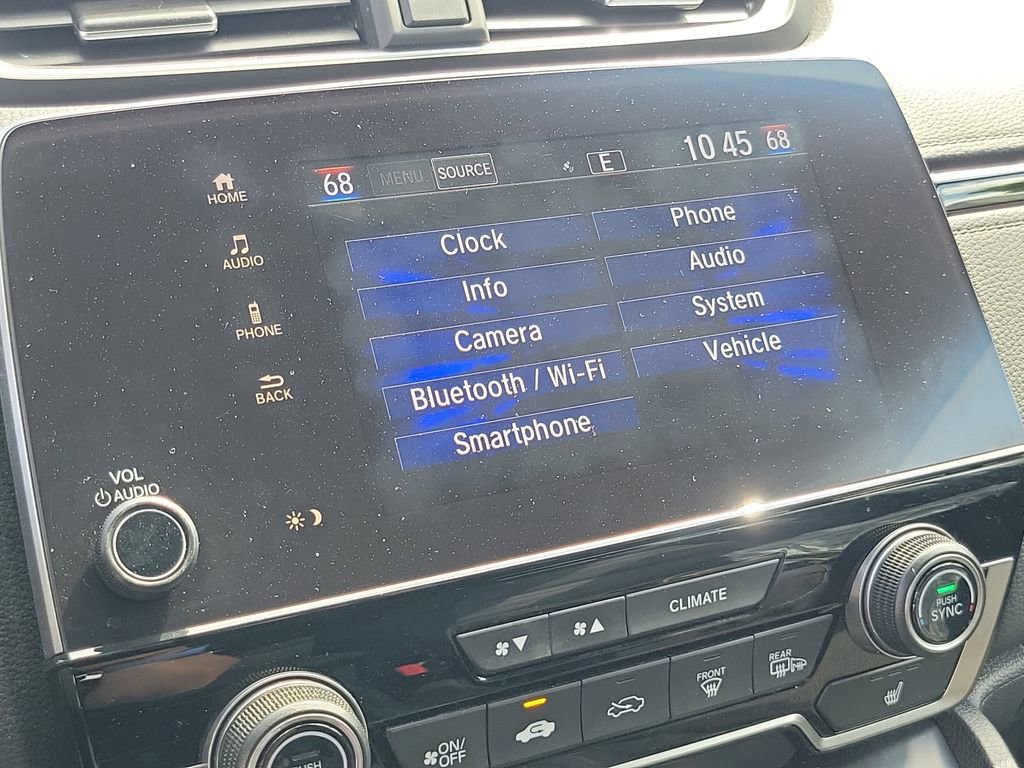 68 MENU SOURCE E 10 45 68
HOME
AUDIO
PHONE
BACK
Clock
Phone
Info
Audio
Camera
System
Bluetooth / Wi-Fi
Vehicle
Smartphone
VOL
AUDIO
CLIMATE
PUSH
SYNC
FRONT
REAR
ON/
OFF
PUSH